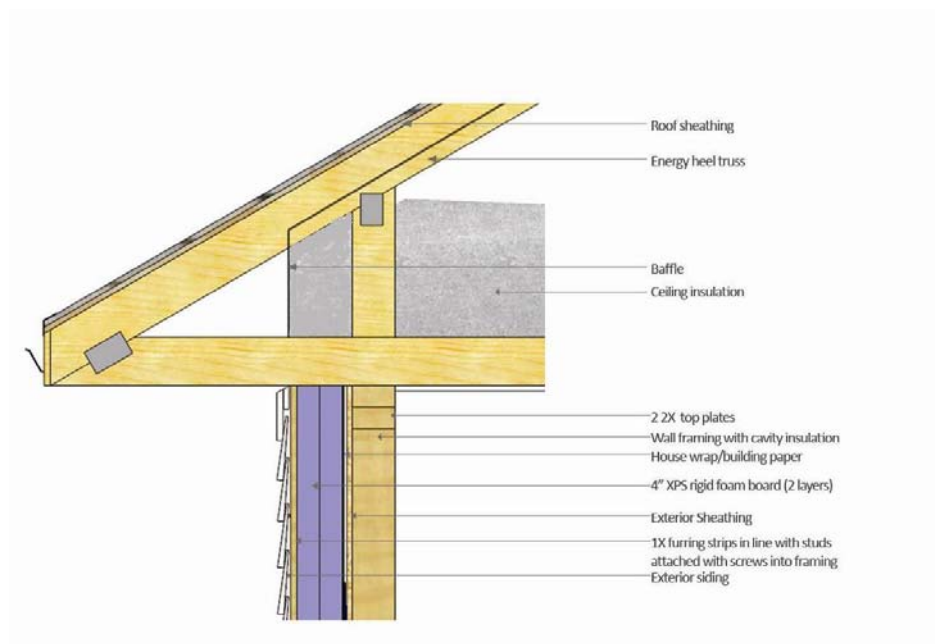 Roof sheathing
Energy heel truss
Baffle
Ceiling insulation
2 2X top plates
Wall framing with cavity insulation
House wrap/building paper
4" XPS rigid foam board (2 layers)
Exterior Sheathing
1X furring strips in line with studs
attached with screws into framing
Exterior siding